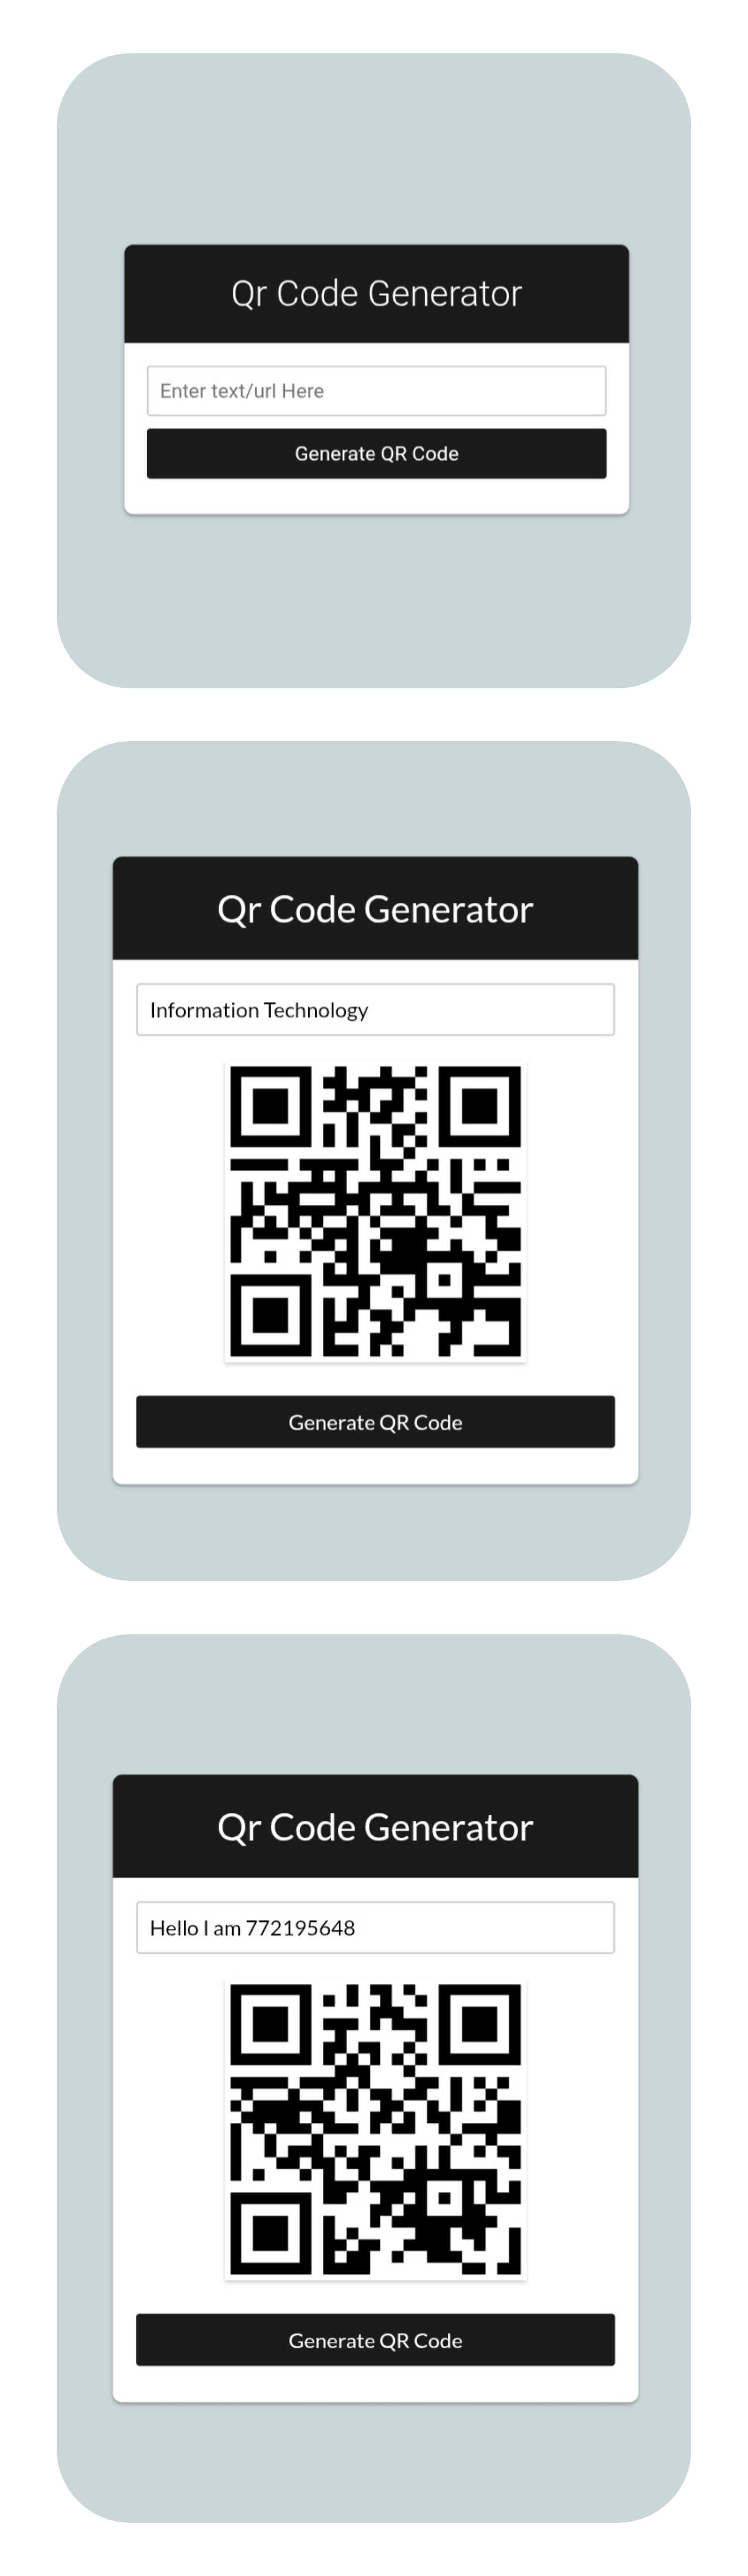 Qr Code Generator
Enter text/url Here
Generate QR Code
Qr Code Generator
Information Technology
Generate QR Code
Qr Code Generator
Hello I am 772195648
Generate QR Code